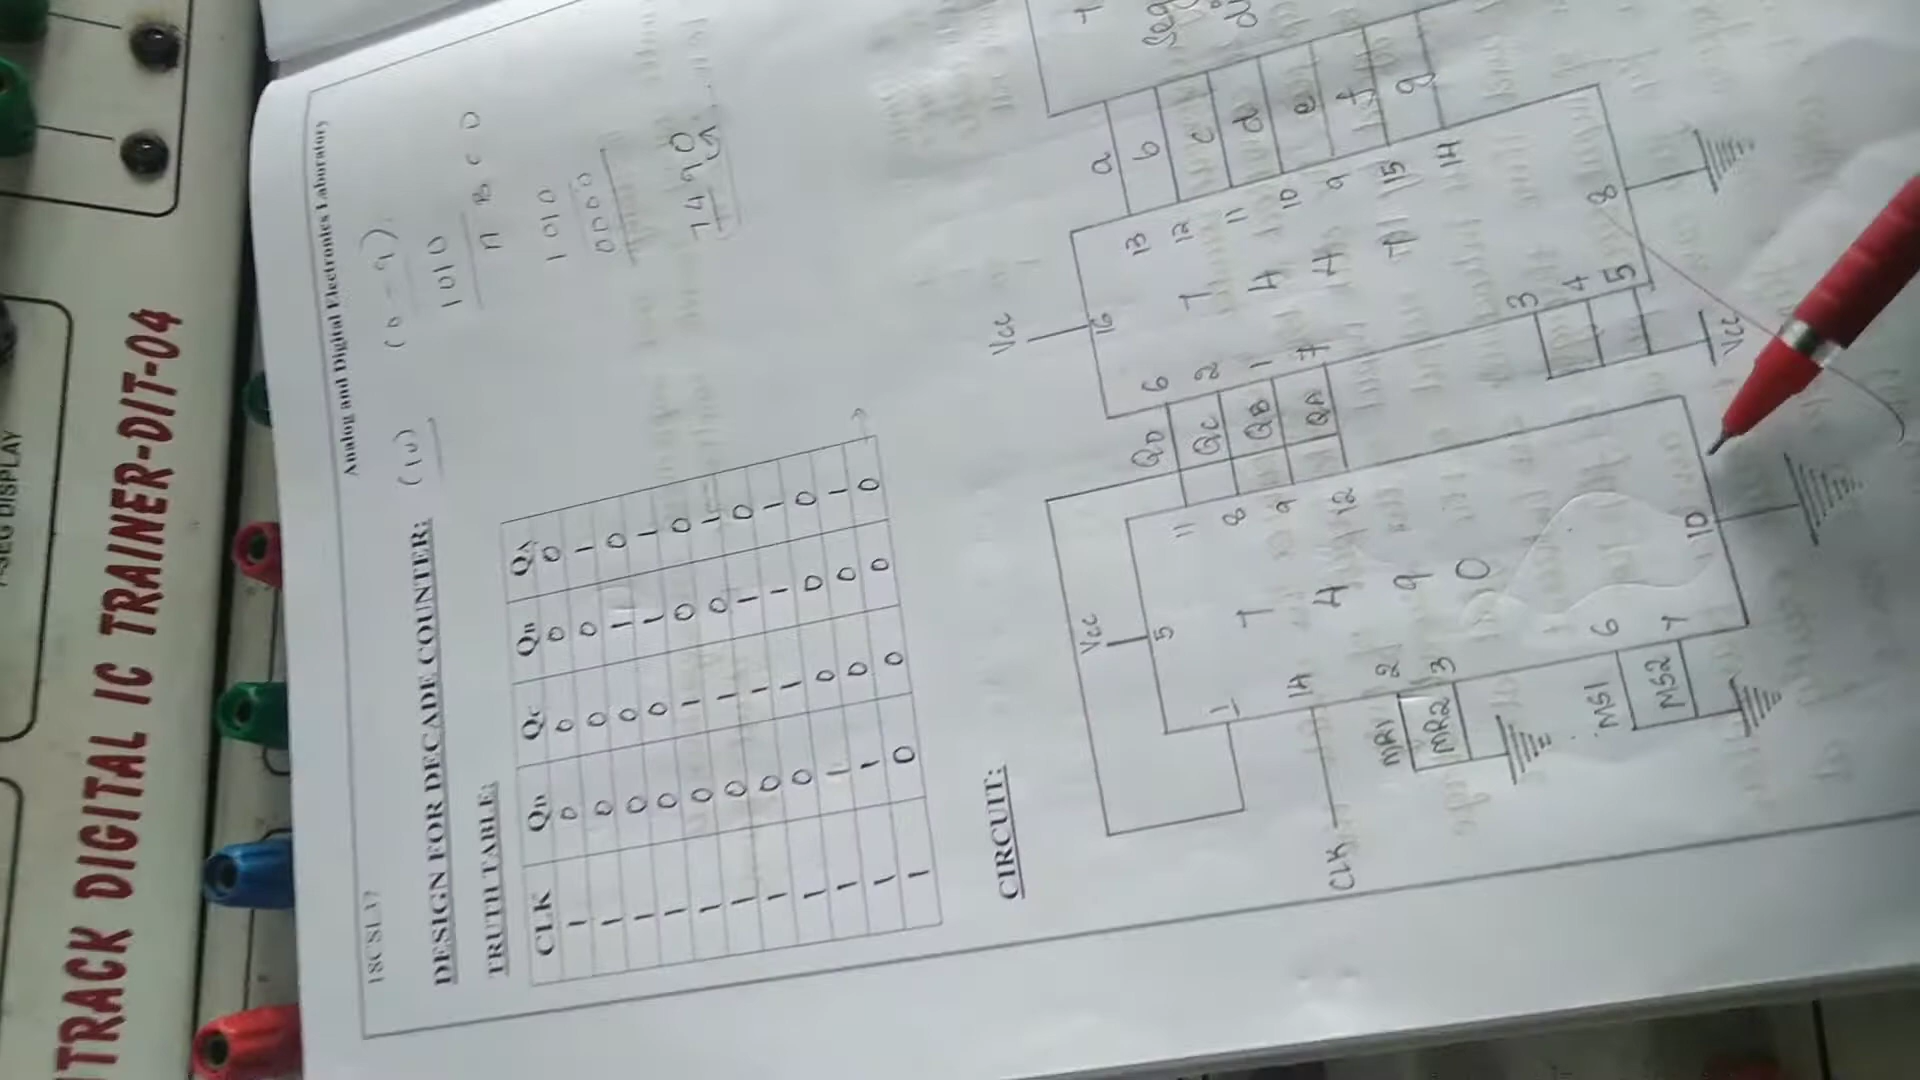 7-SEG DISPLAY
TRACK DIGITAL IC TRAINER-DIT-04
18CSL37
Analog and Digital Electronics Laboratory
DESIGN FOR DECADE COUNTER: (10) (0-9)
1010
A B C D
1010
0000
7490
TRUTH TABLE:
CLK QD QC QB QA
1 0 0 0 0
1 0 0 0 1
1 0 0 1 0
1 0 0 1 1
1 0 1 0 0
1 0 1 0 1
1 0 1 1 0
1 0 1 1 1
1 1 0 0 0
1 1 0 0 1
1 0 0 0 0
CIRCUIT:
Vcc
5
1
14
CLK
MR1 2
MR2 3
MS1 6
MS2 7
7490
10
11 QD 6
8 QC 2
9 QB 1
12 QA 7
Vcc
16
7447
13 a
12 b
11 c
10 d
9 e
15 f
14 g
3
4
5
8
Vcc